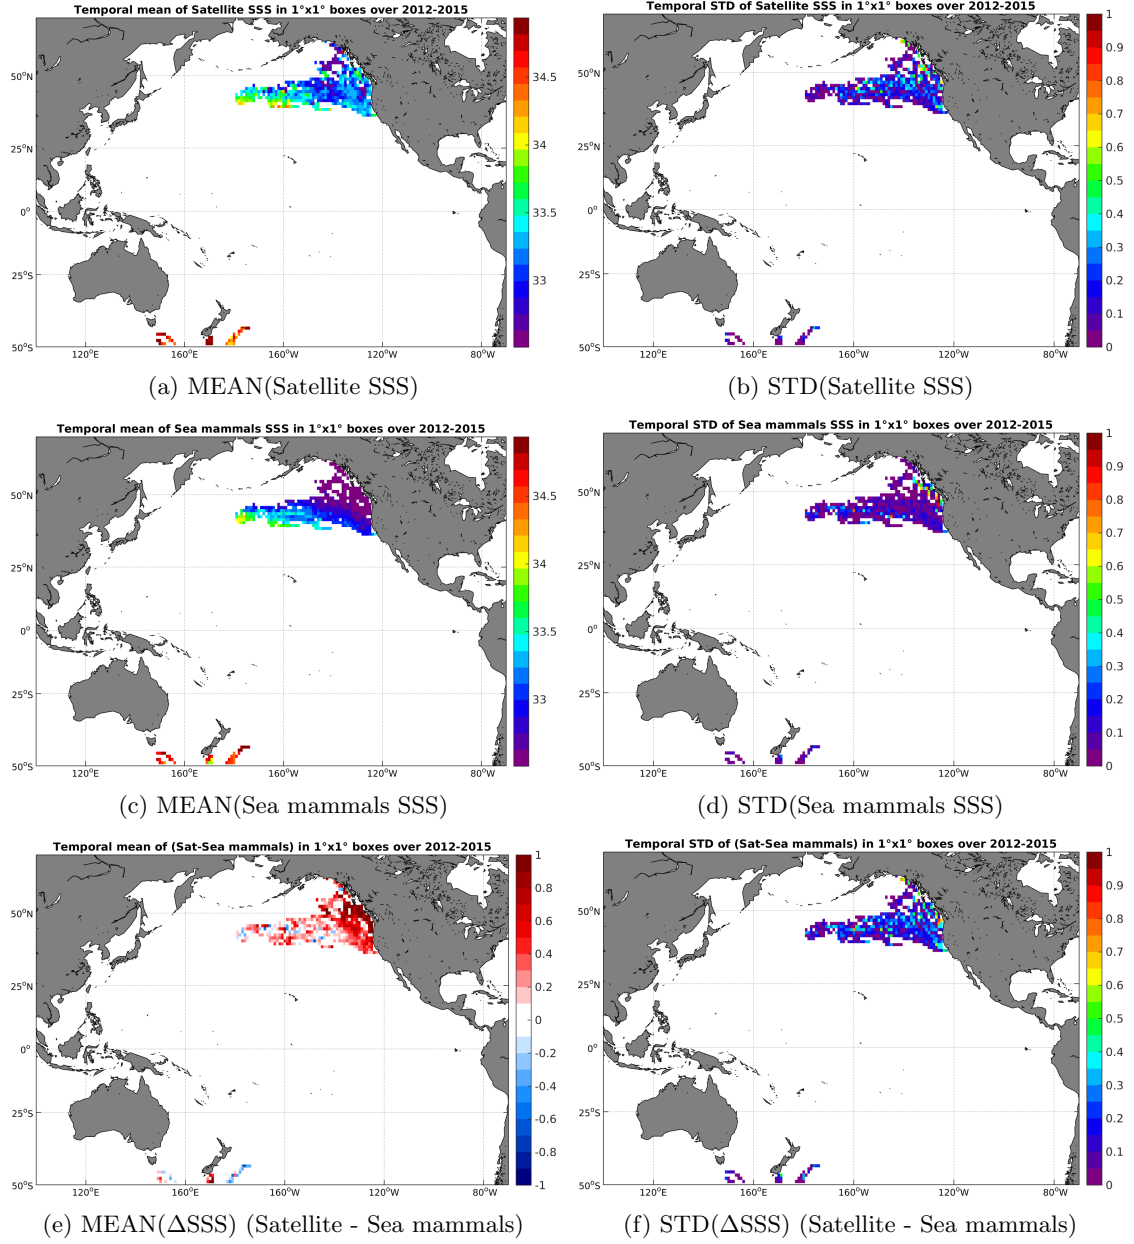 Temporal mean of Satellite SSS in 1°x1° boxes over 2012-2015
50°N
25°N
0°
25°S
50°S
120°E
160°E
160°W
120°W
80°W
34.5
34
33.5
33
(a) MEAN(Satellite SSS)
Temporal STD of Satellite SSS in 1°x1° boxes over 2012-2015
50°N
25°N
0°
25°S
50°S
120°E
160°E
160°W
120°W
80°W
1
0.9
0.8
0.7
0.6
0.5
0.4
0.3
0.2
0.1
0
(b) STD(Satellite SSS)
Temporal mean of Sea mammals SSS in 1°x1° boxes over 2012-2015
50°N
25°N
0°
25°S
50°S
120°E
160°E
160°W
120°W
80°W
34.5
34
33.5
33
(c) MEAN(Sea mammals SSS)
Temporal STD of Sea mammals SSS in 1°x1° boxes over 2012-2015
50°N
25°N
0°
25°S
50°S
120°E
160°E
160°W
120°W
80°W
1
0.9
0.8
0.7
0.6
0.5
0.4
0.3
0.2
0.1
0
(d) STD(Sea mammals SSS)
Temporal mean of (Sat-Sea mammals) in 1°x1° boxes over 2012-2015
50°N
25°N
0°
25°S
50°S
120°E
160°E
160°W
120°W
80°W
1
0.8
0.6
0.4
0.2
0
-0.2
-0.4
-0.6
-0.8
-1
(e) MEAN(ΔSSS) (Satellite - Sea mammals)
Temporal STD of (Sat-Sea mammals) in 1°x1° boxes over 2012-2015
50°N
25°N
0°
25°S
50°S
120°E
160°E
160°W
120°W
80°W
1
0.9
0.8
0.7
0.6
0.5
0.4
0.3
0.2
0.1
0
(f) STD(ΔSSS) (Satellite - Sea mammals)